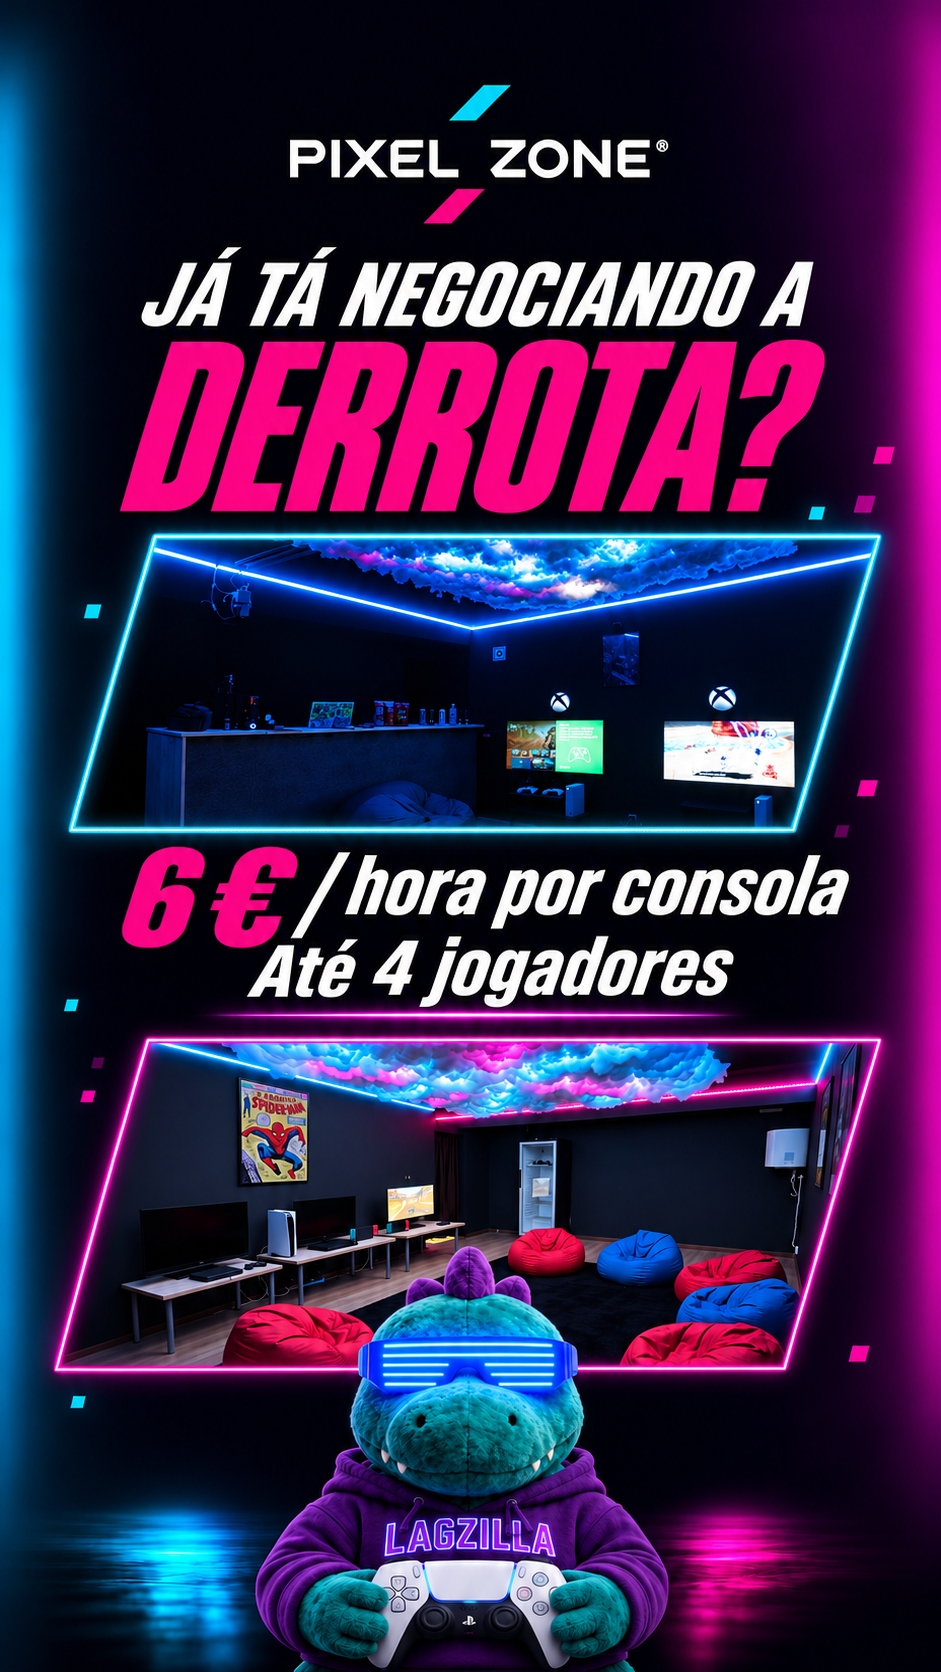 PIXEL ZONE®
JÁ TÁ NEGOCIANDO A
DERROTA?
6€/hora por consola
Até 4 jogadores
SPIDER-MAN
LAGZILLA